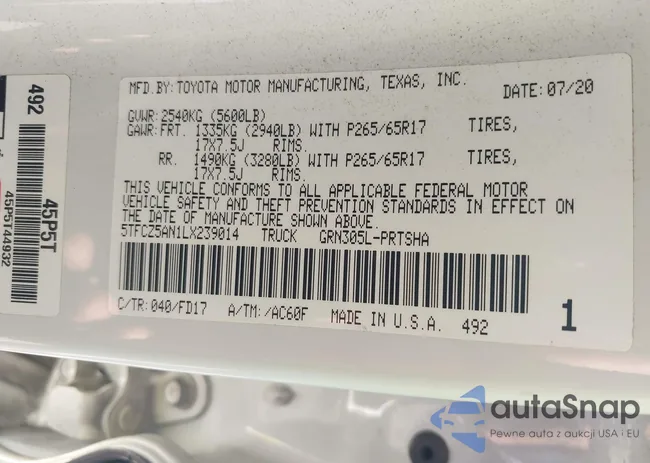 MFD.BY: TOYOTA MOTOR MANUFACTURING, TEXAS, INC. DATE: 07/20
GVWR: 2540KG (5600LB)
GAWR: FRT. 1335KG (2940LB) WITH P265/65R17 TIRES,
17X7.5J RIMS.
RR. 1490KG (3280LB) WITH P265/65R17 TIRES,
17X7.5J RIMS.
THIS VEHICLE CONFORMS TO ALL APPLICABLE FEDERAL MOTOR
VEHICLE SAFETY AND THEFT PREVENTION STANDARDS IN EFFECT ON
THE DATE OF MANUFACTURE SHOWN ABOVE.
5TFCZ5AN1LX239014 TRUCK GRN305L-PRTSHA
C/TR: 040/FD17 A/TM: /AC60F MADE IN U.S.A. 492 1
492
45P5T
45P5T44932
autaSnap
Pewne auta z aukcji USA i EU